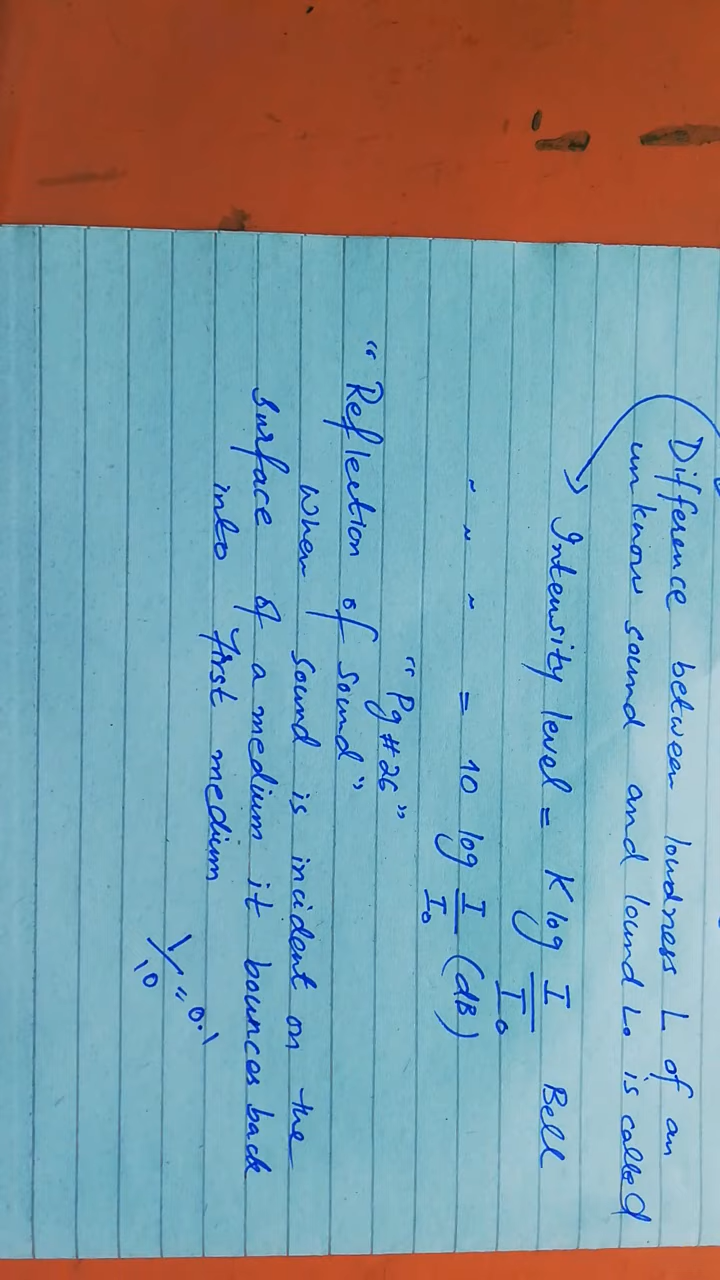 Difference between loudness L of an
unknow sound and lound L₀ is called
→ Intensity level = K log I/I₀ Bell
" " " = 10 log I/I₀ (dB)
"Pg # 26"
"Reflection of sound"
When sound is incident on the
surface of a medium it bounces back
into first medium
1/10 = 0.1